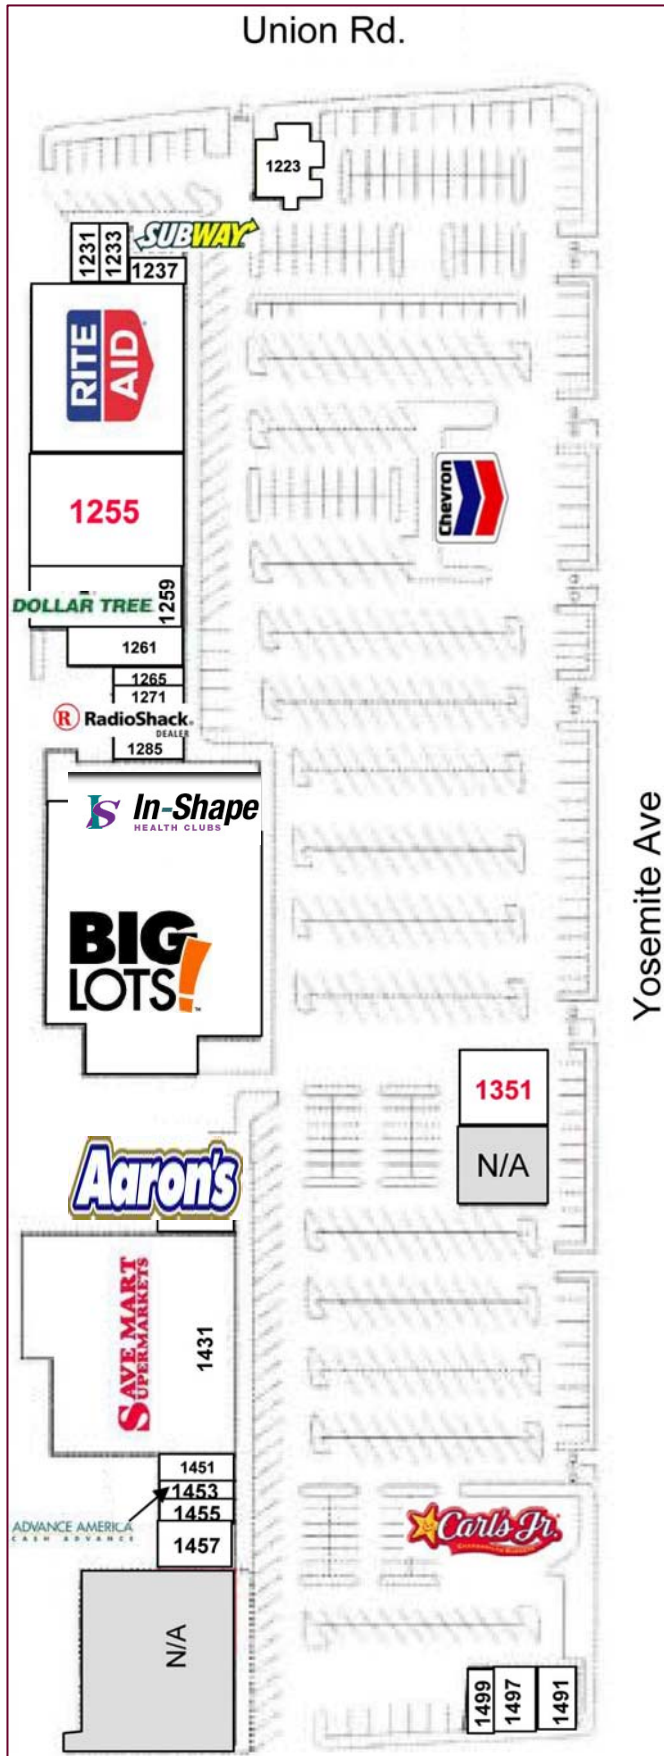 Union Rd.
1223
SUBWAY
1231
1233
1237
RITE
AID
1255
Chevron
DOLLAR TREE
1259
1261
1265
1271
R RadioShack
DEALER
1285
In-Shape
HEALTH CLUBS
Yosemite Ave
BIG
LOTS!
TM
1351
N/A
Aaron's
SAVE MART
SUPERMARKETS
1431
1451
1453
1455
1457
ADVANCE AMERICA
CASH ADVANCE
Carl's Jr.
N/A
1499
1497
1491